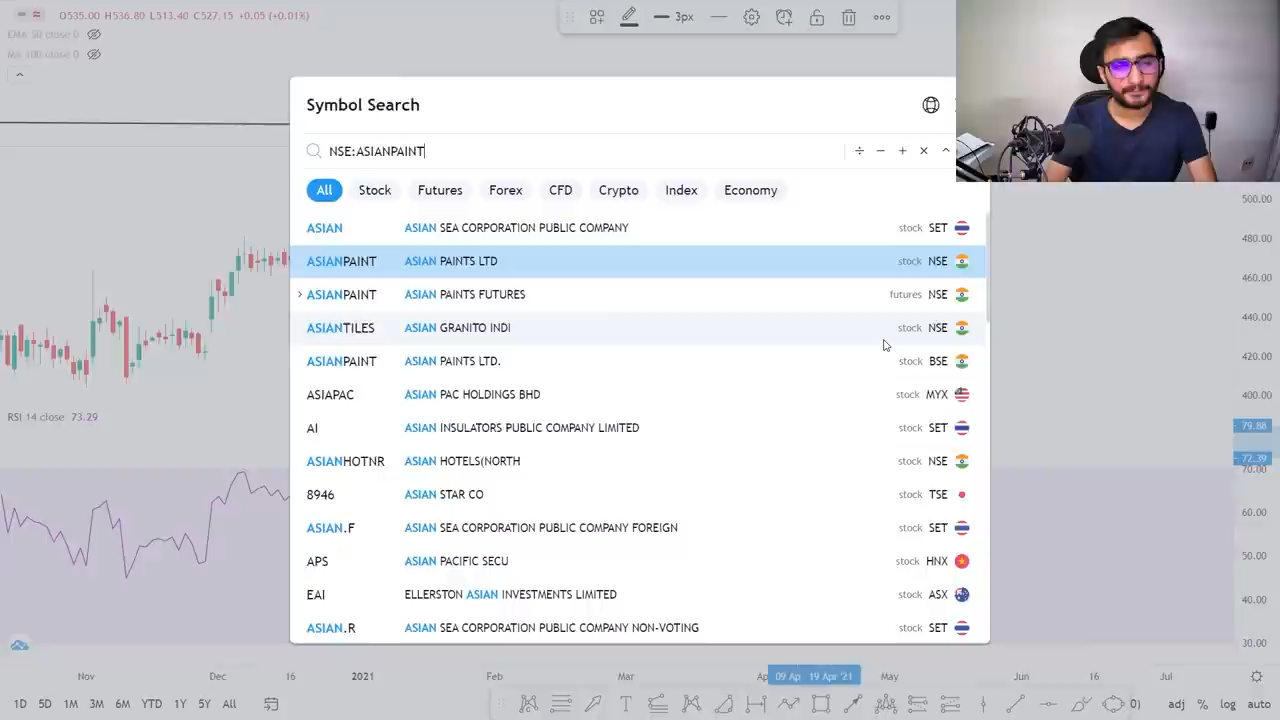 D535.00 H536.80 L513.40 C527.15 +0.05 (+0.01%)
EMA 50 close 0
MA 100 close 0
3px
Symbol Search
NSE:ASIANPAINT
All Stock Futures Forex CFD Crypto Index Economy
ASIAN ASIAN SEA CORPORATION PUBLIC COMPANY stock SET
ASIANPAINT ASIAN PAINTS LTD stock NSE
ASIANPAINT ASIAN PAINTS FUTURES futures NSE
ASIANTILES ASIAN GRANITO INDI stock NSE
ASIANPAINT ASIAN PAINTS LTD. stock BSE
ASIAPAC ASIAN PAC HOLDINGS BHD stock MYX
AI ASIAN INSULATORS PUBLIC COMPANY LIMITED stock SET
ASIANHOTNR ASIAN HOTELS(NORTH stock NSE
8946 ASIAN STAR CO stock TSE
ASIAN.F ASIAN SEA CORPORATION PUBLIC COMPANY FOREIGN stock SET
APS ASIAN PACIFIC SECU stock HNX
EAI ELLERSTON ASIAN INVESTMENTS LIMITED stock ASX
ASIAN.R ASIAN SEA CORPORATION PUBLIC COMPANY NON-VOTING stock SET
RSI 14 close 73.29
500.00
480.00
460.00
440.00
420.00
400.00
79.88
72.39
70.00
60.00
50.00
40.00
30.00
Nov Dec 16 2021 Feb Mar Ap 09 Ap 19 Apr '21 May Jun 16 Jul
1D 5D 1M 3M 6M YTD 1Y 5Y All
0) adj % log auto